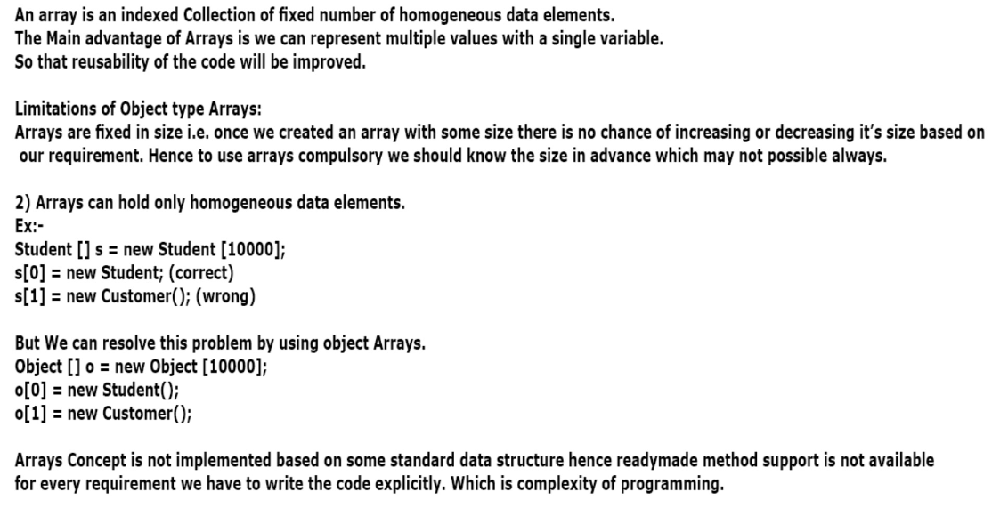 An array is an indexed Collection of fixed number of homogeneous data elements.
The Main advantage of Arrays is we can represent multiple values with a single variable.
So that reusability of the code will be improved.
Limitations of Object type Arrays:
Arrays are fixed in size i.e. once we created an array with some size there is no chance of increasing or decreasing it’s size based on
our requirement. Hence to use arrays compulsory we should know the size in advance which may not possible always.
2) Arrays can hold only homogeneous data elements.
Ex:-
Student [] s = new Student [10000];
s[0] = new Student; (correct)
s[1] = new Customer(); (wrong)
But We can resolve this problem by using object Arrays.
Object [] o = new Object [10000];
o[0] = new Student();
o[1] = new Customer();
Arrays Concept is not implemented based on some standard data structure hence readymade method support is not available
for every requirement we have to write the code explicitly. Which is complexity of programming.